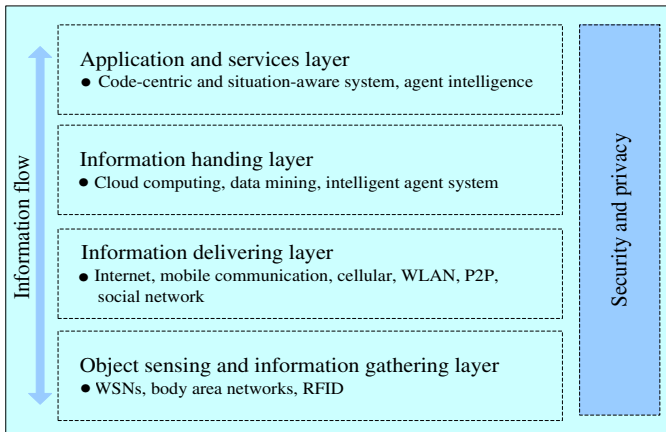 Information flow
Application and services layer
● Code-centric and situation-aware system, agent intelligence
Information handing layer
● Cloud computing, data mining, intelligent agent system
Information delivering layer
● Internet, mobile communication, cellular, WLAN, P2P,
social network
Object sensing and information gathering layer
● WSNs, body area networks, RFID
Security and privacy